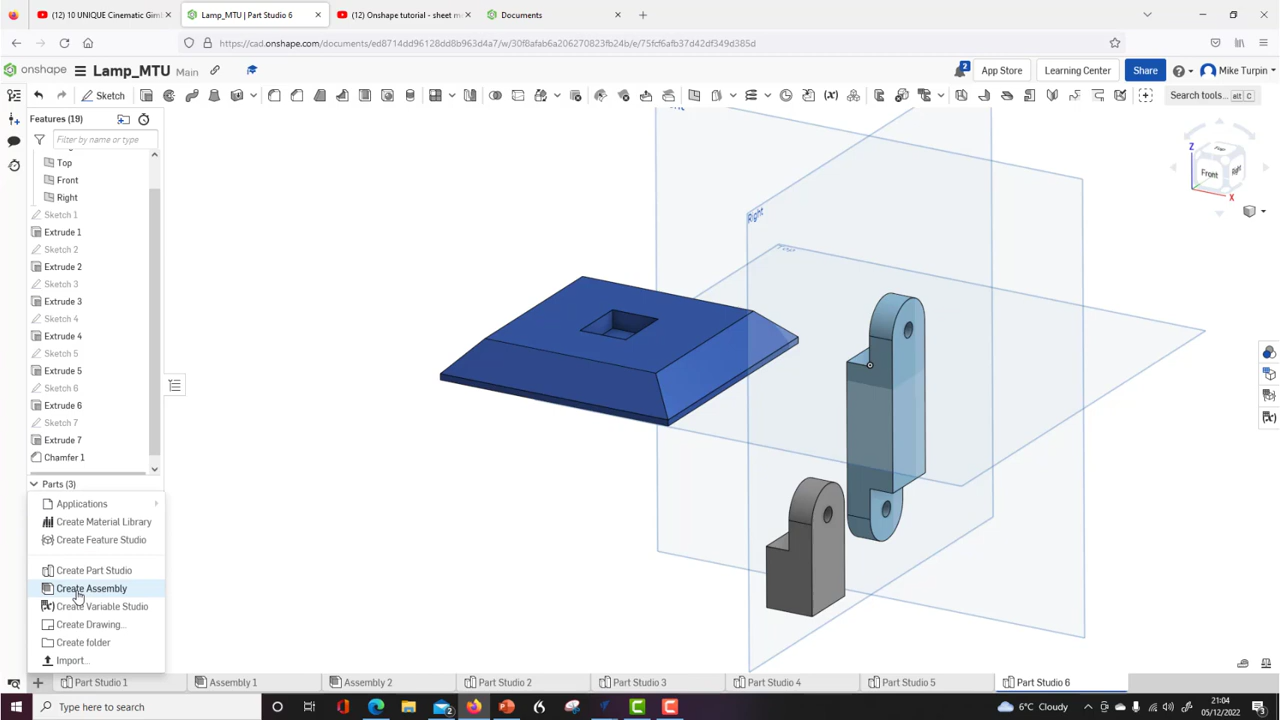 (12) 10 UNIQUE Cinematic Gim
Lamp_MTU | Part Studio 6
(12) Onshape tutorial - sheet m
Documents
https://cad.onshape.com/documents/ed8714dd96128dd8b963d4a7/w/30f8afab6a206270823fcb24b/e/75fcf6afb37d42df349d355d
onshape
Lamp_MTU
Main
2
App Store
Learning Center
Share
Mike Turpin
Sketch
Search tools...
alt
C
Features (19)
Filter by name or type
Top
Front
Right
Sketch 1
Extrude 1
Sketch 2
Extrude 2
Sketch 3
Extrude 3
Sketch 4
Extrude 4
Sketch 5
Extrude 5
Sketch 6
Extrude 6
Sketch 7
Extrude 7
Chamfer 1
Parts (3)
Applications
Create Material Library
Create Feature Studio
Create Part Studio
Create Assembly
Create Variable Studio
Create Drawing...
Create folder
Import...
Right
Z
Top
Front
Right
X
Part Studio 1
Assembly 1
Assembly 2
Part Studio 2
Part Studio 3
Part Studio 4
Part Studio 5
Part Studio 6
Type here to search
6°C Cloudy
21:04
05/12/2022